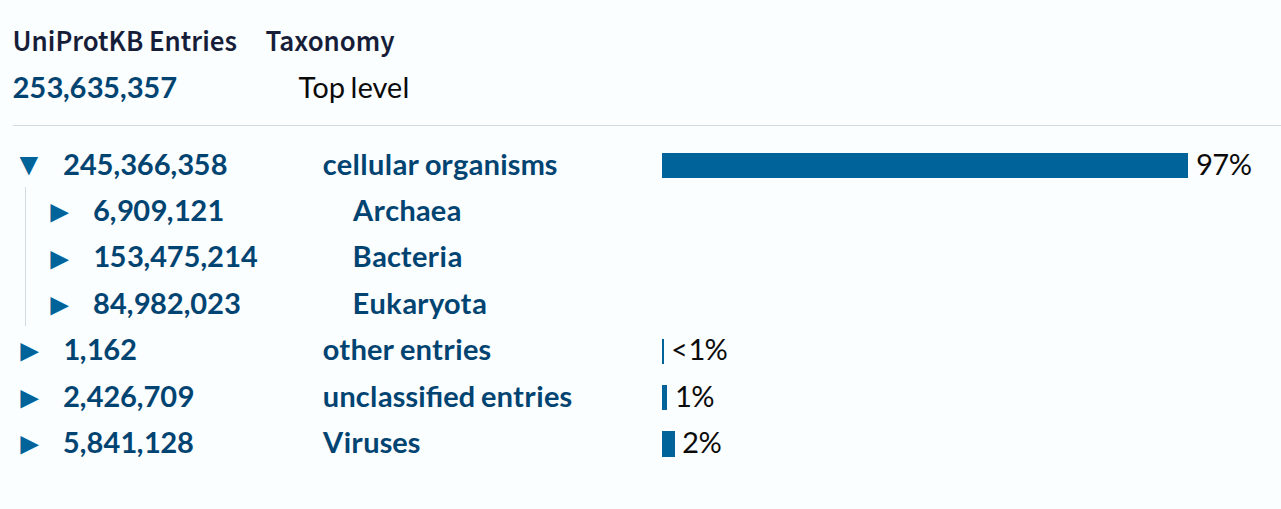 UniProtKB Entries Taxonomy
253,635,357 Top level
245,366,358 cellular organisms 97%
6,909,121 Archaea
153,475,214 Bacteria
84,982,023 Eukaryota
1,162 other entries <1%
2,426,709 unclassified entries 1%
5,841,128 Viruses 2%